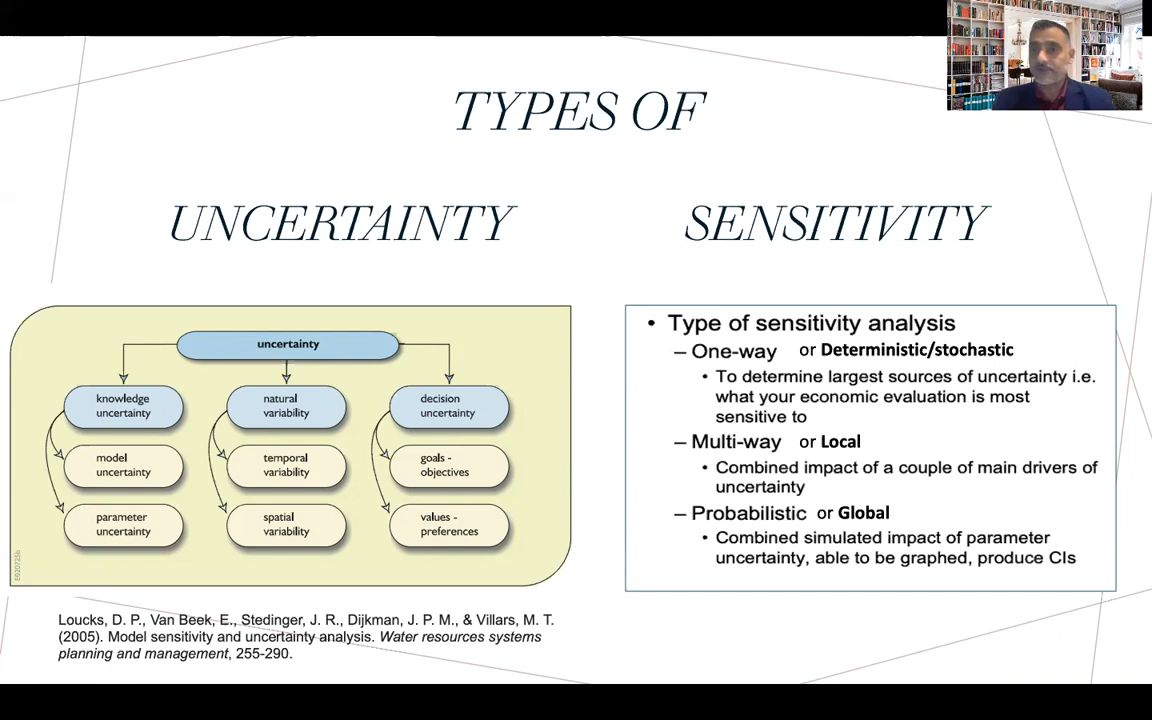 TYPES OF
UNCERTAINTY
SENSITIVITY
uncertainty
knowledge
uncertainty
natural
variability
decision
uncertainty
model
uncertainty
temporal
variability
goals -
objectives
parameter
uncertainty
spatial
variability
values -
preferences
E020725b
Loucks, D. P., Van Beek, E., Stedinger, J. R., Dijkman, J. P. M., & Villars, M. T.
(2005). Model sensitivity and uncertainty analysis. Water resources systems
planning and management, 255-290.
• Type of sensitivity analysis
– One-way or Deterministic/stochastic
• To determine largest sources of uncertainty i.e.
what your economic evaluation is most
sensitive to
– Multi-way or Local
• Combined impact of a couple of main drivers of
uncertainty
– Probabilistic or Global
• Combined simulated impact of parameter
uncertainty, able to be graphed, produce CIs